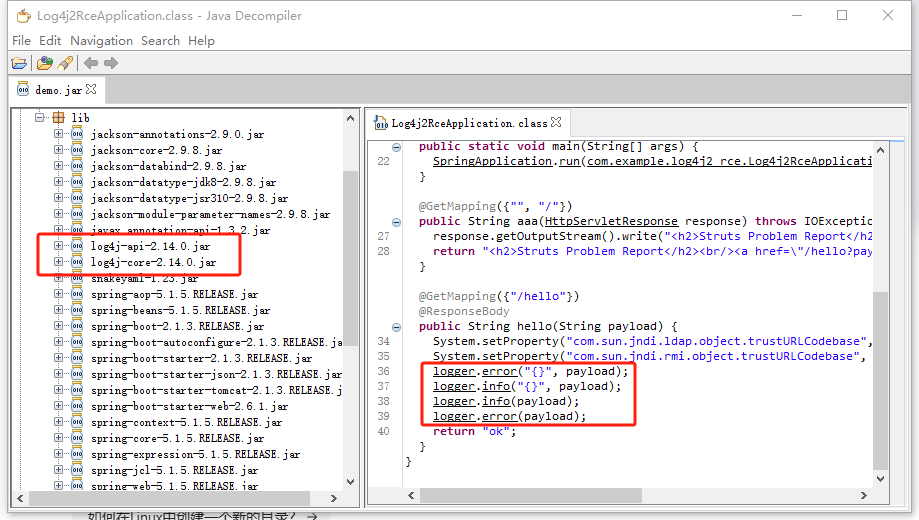 Log4j2RceApplication.class - Java Decompiler
File Edit Navigation Search Help
demo.jar
lib
jackson-annotations-2.9.0.jar
jackson-core-2.9.8.jar
jackson-databind-2.9.8.jar
jackson-datatype-jdk8-2.9.8.jar
jackson-datatype-jsr310-2.9.8.jar
jackson-module-parameter-names-2.9.8.jar
javax.annotation-api-1.3.2.jar
log4j-api-2.14.0.jar
log4j-core-2.14.0.jar
snakeyaml-1.23.jar
spring-aop-5.1.5.RELEASE.jar
spring-beans-5.1.5.RELEASE.jar
spring-boot-2.1.3.RELEASE.jar
spring-boot-autoconfigure-2.1.3.RELEASE.jar
spring-boot-starter-2.1.3.RELEASE.jar
spring-boot-starter-json-2.1.3.RELEASE.jar
spring-boot-starter-tomcat-2.1.3.RELEASE.jar
spring-boot-starter-web-2.6.1.jar
spring-context-5.1.5.RELEASE.jar
spring-core-5.1.5.RELEASE.jar
spring-expression-5.1.5.RELEASE.jar
spring-jcl-5.1.5.RELEASE.jar
spring-web-5.1.5.RELEASE.jar
Log4j2RceApplication.class
public static void main(String[] args) {
22 SpringApplication.run(com.example.log4j2_rce.Log4j2RceApplicati
}
@GetMapping({"", "/"})
public String aaa(HttpServletResponse response) throws IOExceptio
27 response.getOutputStream().write("<h2>Struts Problem Report</h2
28 return "<h2>Struts Problem Report</h2><br/><a href=\"/hello?pay
}
@GetMapping({"/hello"})
@ResponseBody
public String hello(String payload) {
34 System.setProperty("com.sun.jndi.ldap.object.trustURLCodebase",
35 System.setProperty("com.sun.jndi.rmi.object.trustURLCodebase",
36 logger.error("{}", payload);
37 logger.info("{}", payload);
38 logger.info(payload);
39 logger.error(payload);
40 return "ok";
}
}
如何在Linux中创建一个新的目录? →